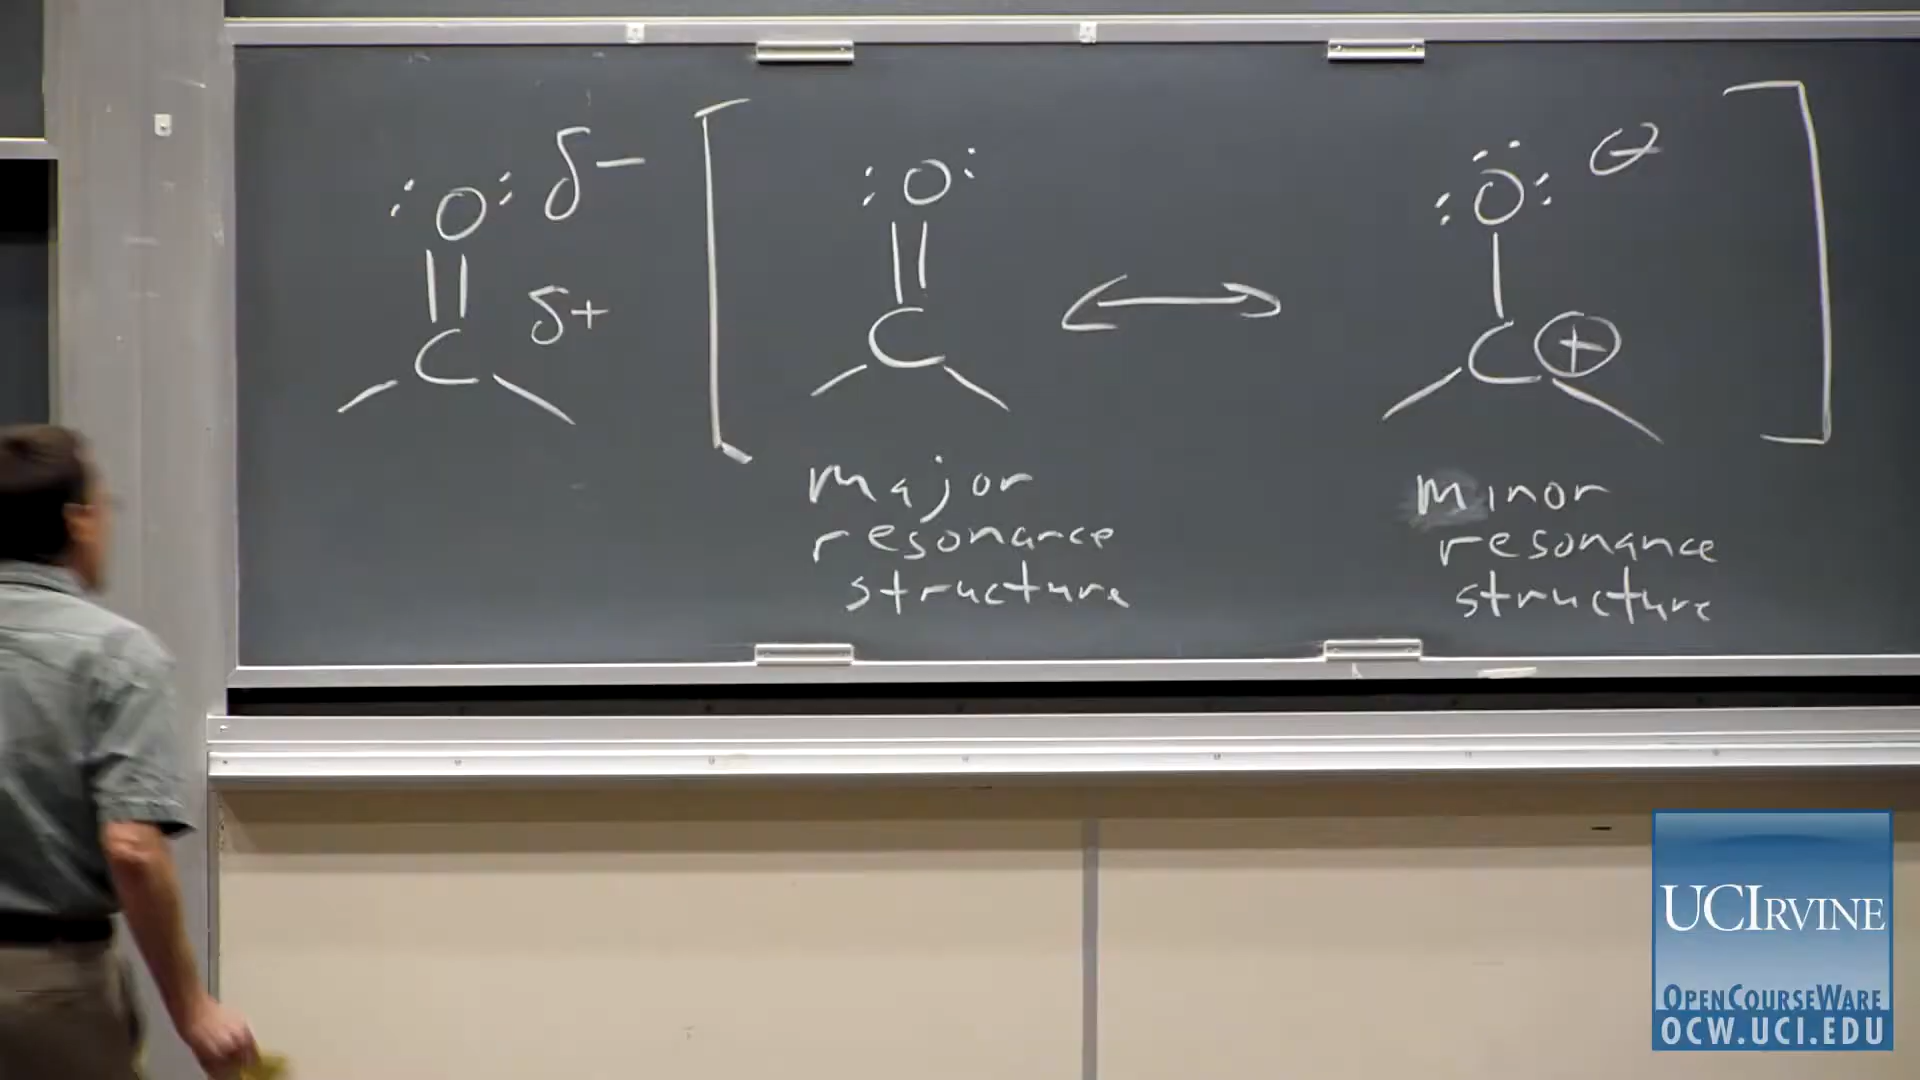 :O: δ−
C δ+
:O:
C
major
resonance
structure
:O: ⊖
C ⊕
minor
resonance
structure
UCIRVINE
OPENCOURSEWARE
OCW.UCI.EDU